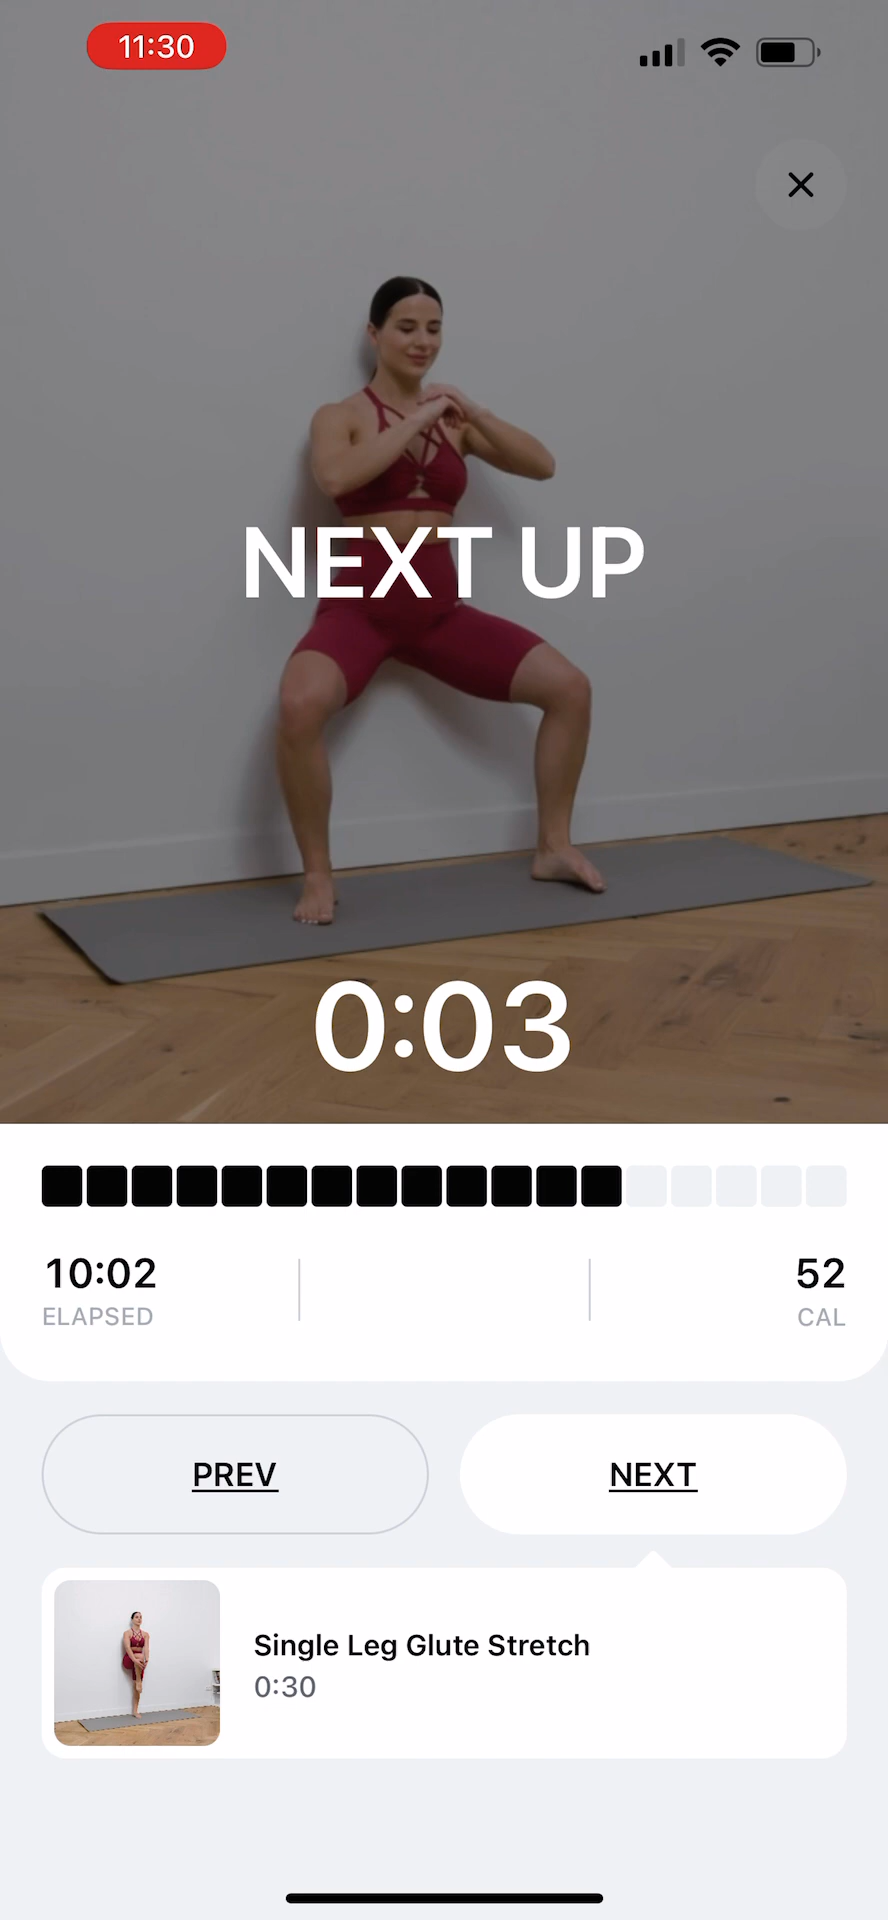 11:30
NEXT UP
0:03
10:02
ELAPSED
52
CAL
PREV
NEXT
Single Leg Glute Stretch
0:30